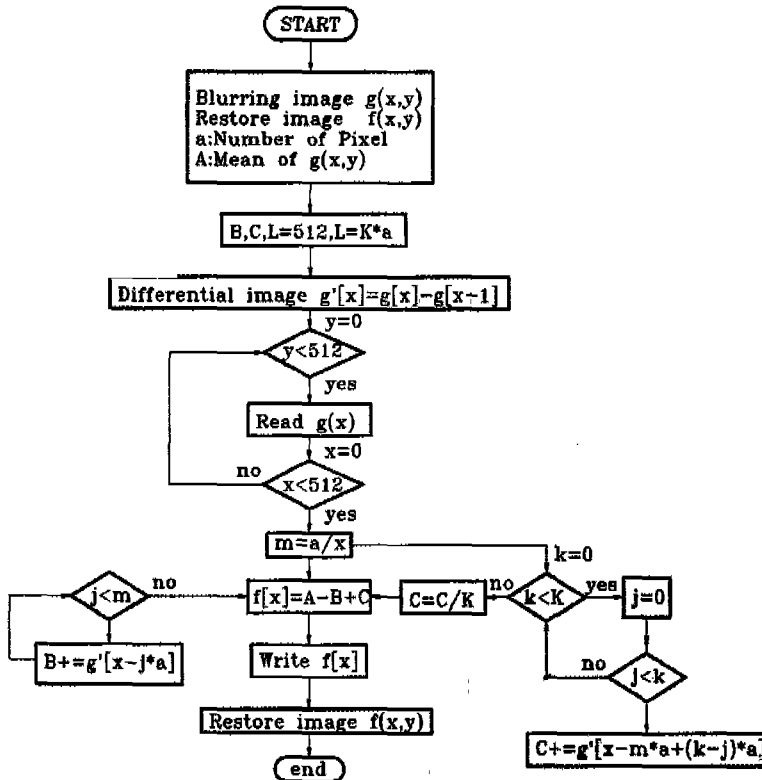 START
Blurring image g(x,y)
Restore image f(x,y)
a:Number of Pixel
A:Mean of g(x,y)
B,C,L=512,L=K*a
Differential image g'[x]=g[x]-g[x-1]
y=0
y<512
yes
Read g(x)
x=0
no
x<512
yes
m=a/x
k=0
j<m
no
f[x]=A-B+C
C=C/K
no
k<K
yes
j=0
B+=g'[x-j*a]
Write f[x]
no
j<k
Restore image f(x,y)
C+=g'[x-m*a+(k-j)*a]
end